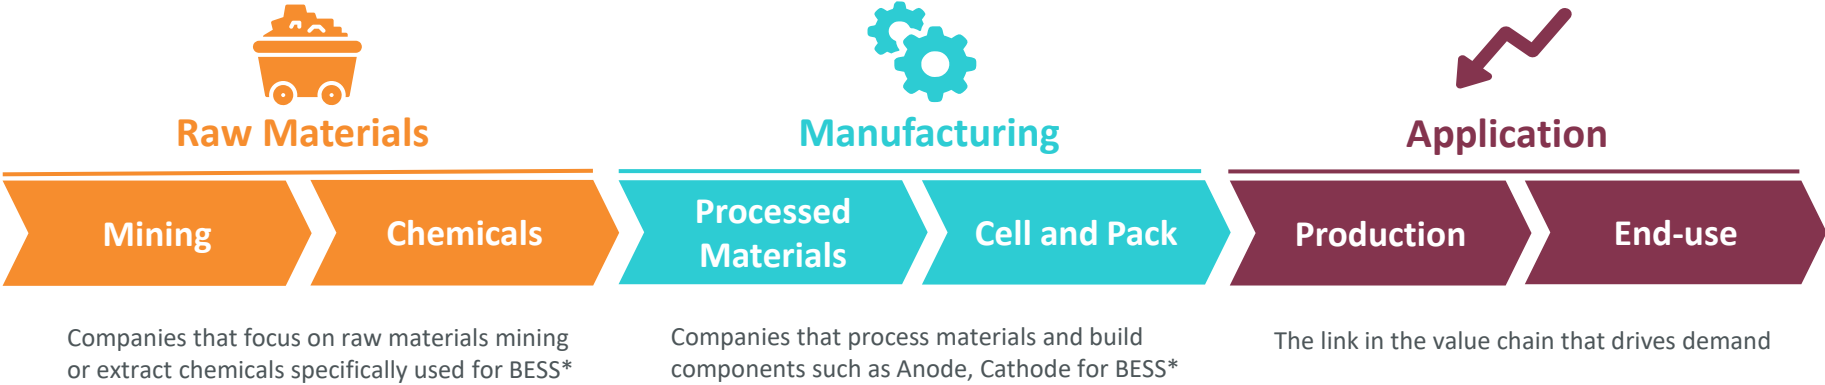 Raw Materials
Manufacturing
Application
Mining
Chemicals
Processed
Materials
Cell and Pack
Production
End-use
Companies that focus on raw materials mining
or extract chemicals specifically used for BESS*
Companies that process materials and build
components such as Anode, Cathode for BESS*
The link in the value chain that drives demand